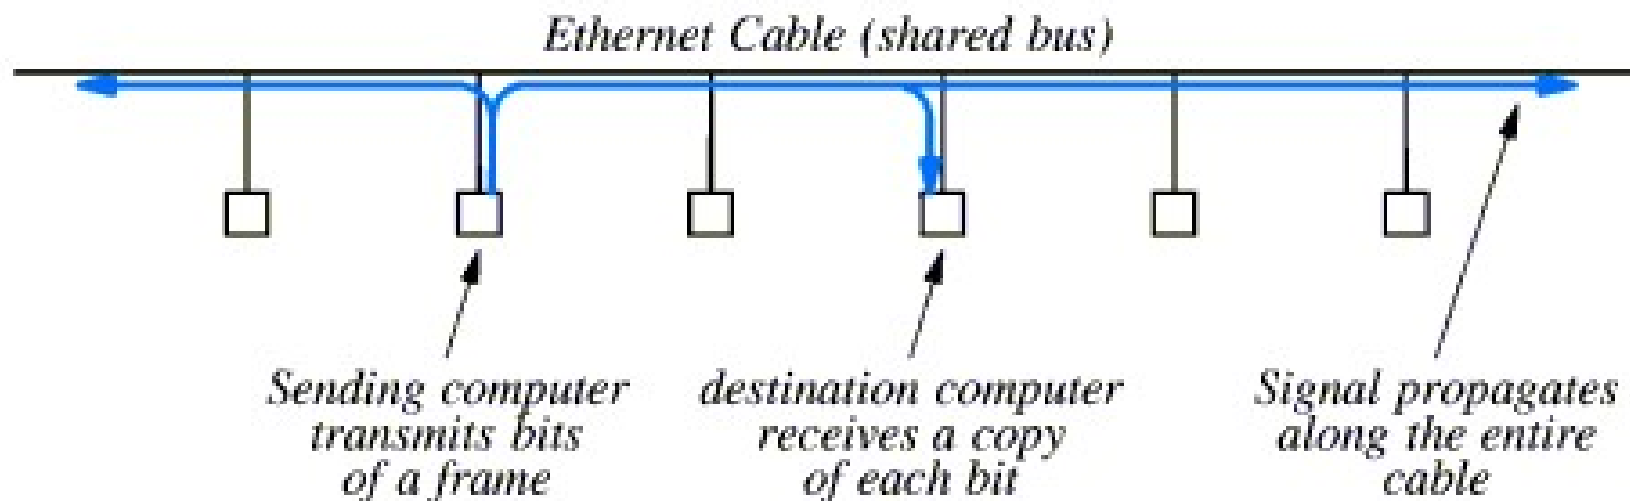 Ethernet Cable (shared bus)
Sending computer
transmits bits
of a frame
destination computer
receives a copy
of each bit
Signal propagates
along the entire
cable